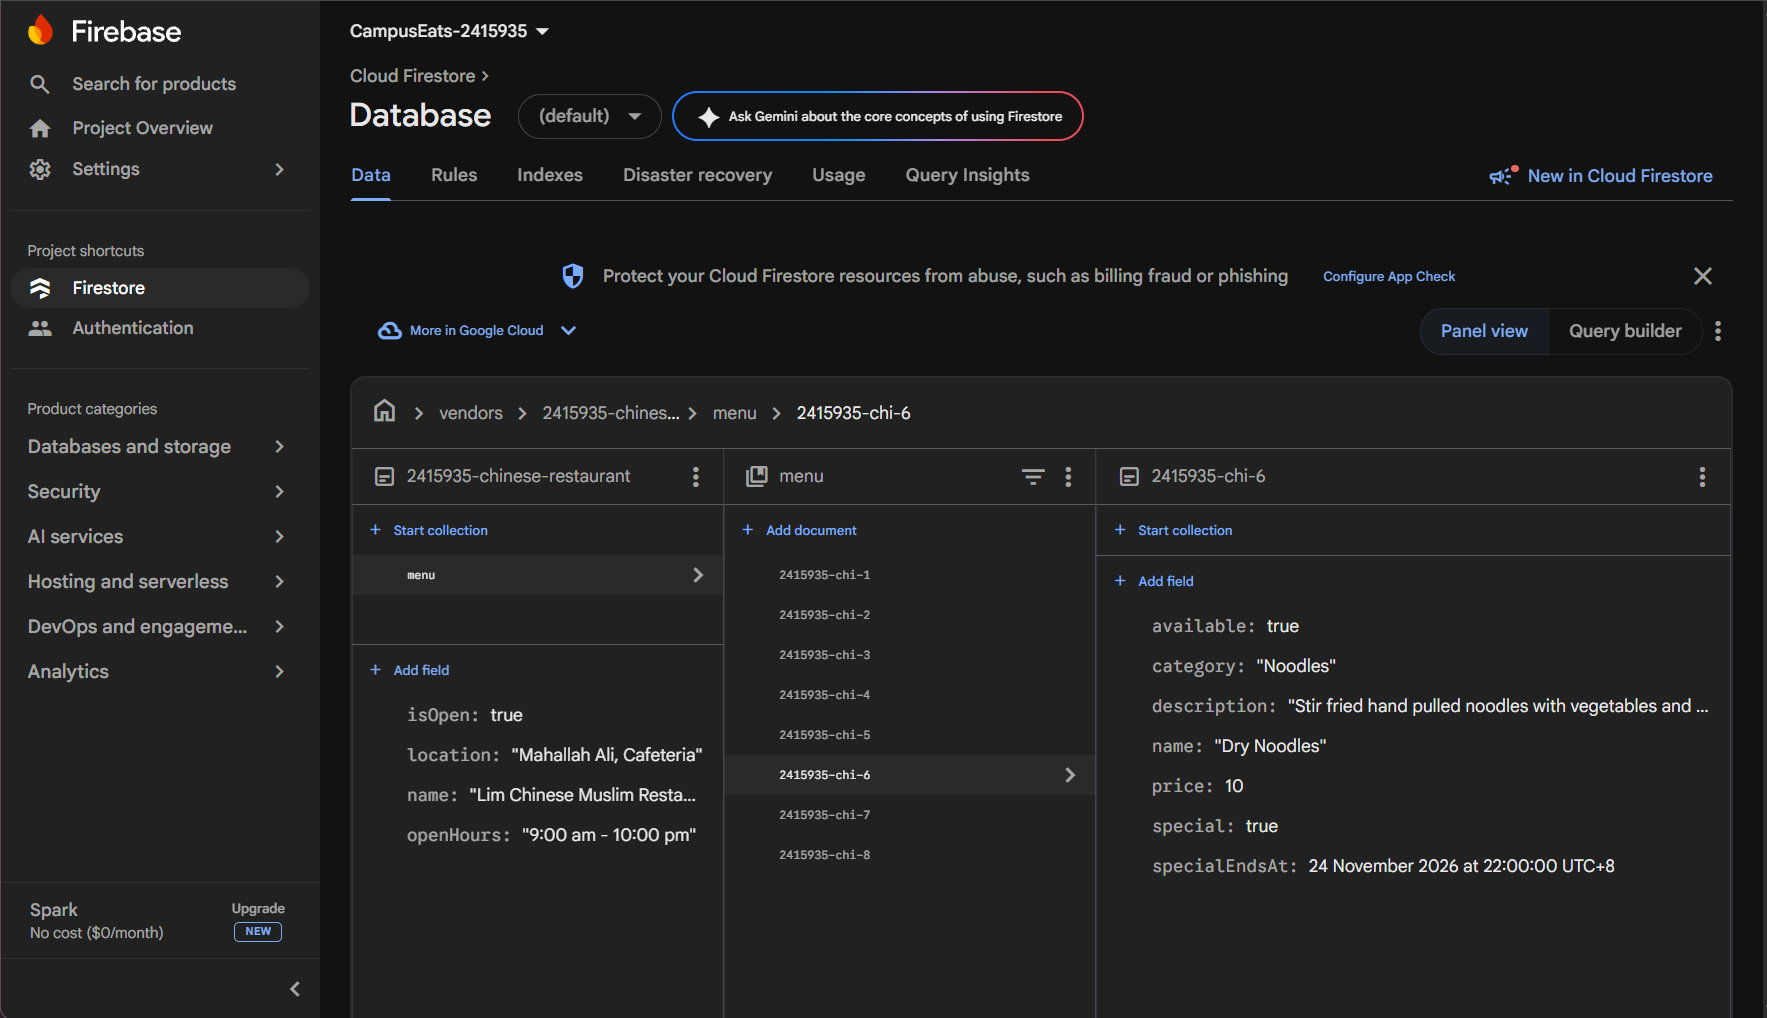 Firebase
Search for products
Project Overview
Settings
Project shortcuts
Firestore
Authentication
Product categories
Databases and storage
Security
AI services
Hosting and serverless
DevOps and engageme...
Analytics
Spark
No cost ($0/month)
Upgrade
NEW
CampusEats-2415935
Cloud Firestore
Database
(default)
Ask Gemini about the core concepts of using Firestore
Data Rules Indexes Disaster recovery Usage Query Insights
New in Cloud Firestore
Protect your Cloud Firestore resources from abuse, such as billing fraud or phishing
Configure App Check
More in Google Cloud
Panel view
Query builder
vendors 2415935-chines... menu 2415935-chi-6
2415935-chinese-restaurant
+ Start collection
menu
+ Add field
isOpen: true
location: "Mahallah Ali, Cafeteria"
name: "Lim Chinese Muslim Resta...
openHours: "9:00 am - 10:00 pm"
menu
+ Add document
2415935-chi-1
2415935-chi-2
2415935-chi-3
2415935-chi-4
2415935-chi-5
2415935-chi-6
2415935-chi-7
2415935-chi-8
2415935-chi-6
+ Start collection
+ Add field
available: true
category: "Noodles"
description: "Stir fried hand pulled noodles with vegetables and ...
name: "Dry Noodles"
price: 10
special: true
specialEndsAt: 24 November 2026 at 22:00:00 UTC+8